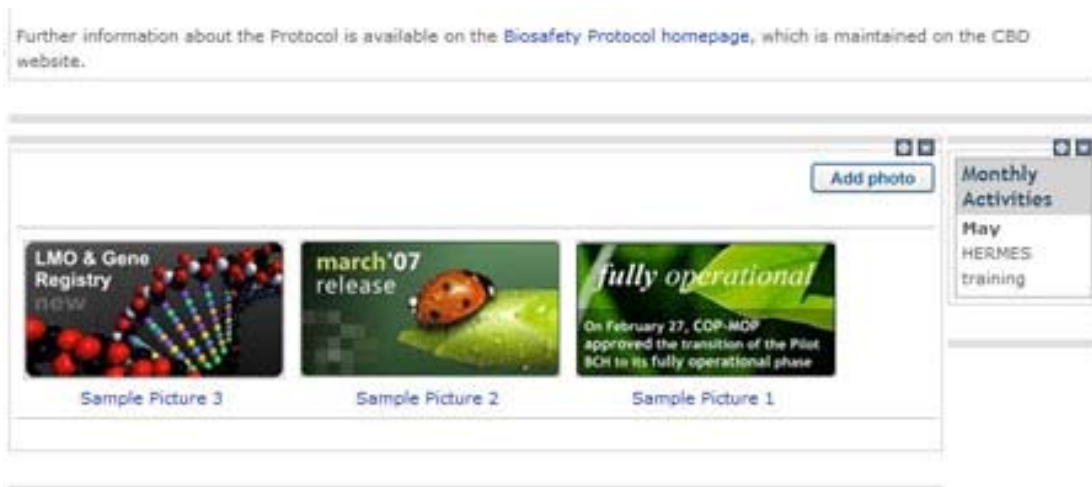 Further information about the Protocol is available on the Biosafety Protocol homepage, which is maintained on the CBD
website.
Add photo
LMO & Gene
Registry
new
march'07
release
fully operational
On February 27, COP-MOP
approved the transition of the Pilot
BCH to its fully operational phase
Sample Picture 3
Sample Picture 2
Sample Picture 1
Monthly
Activities
May
HERMES
training